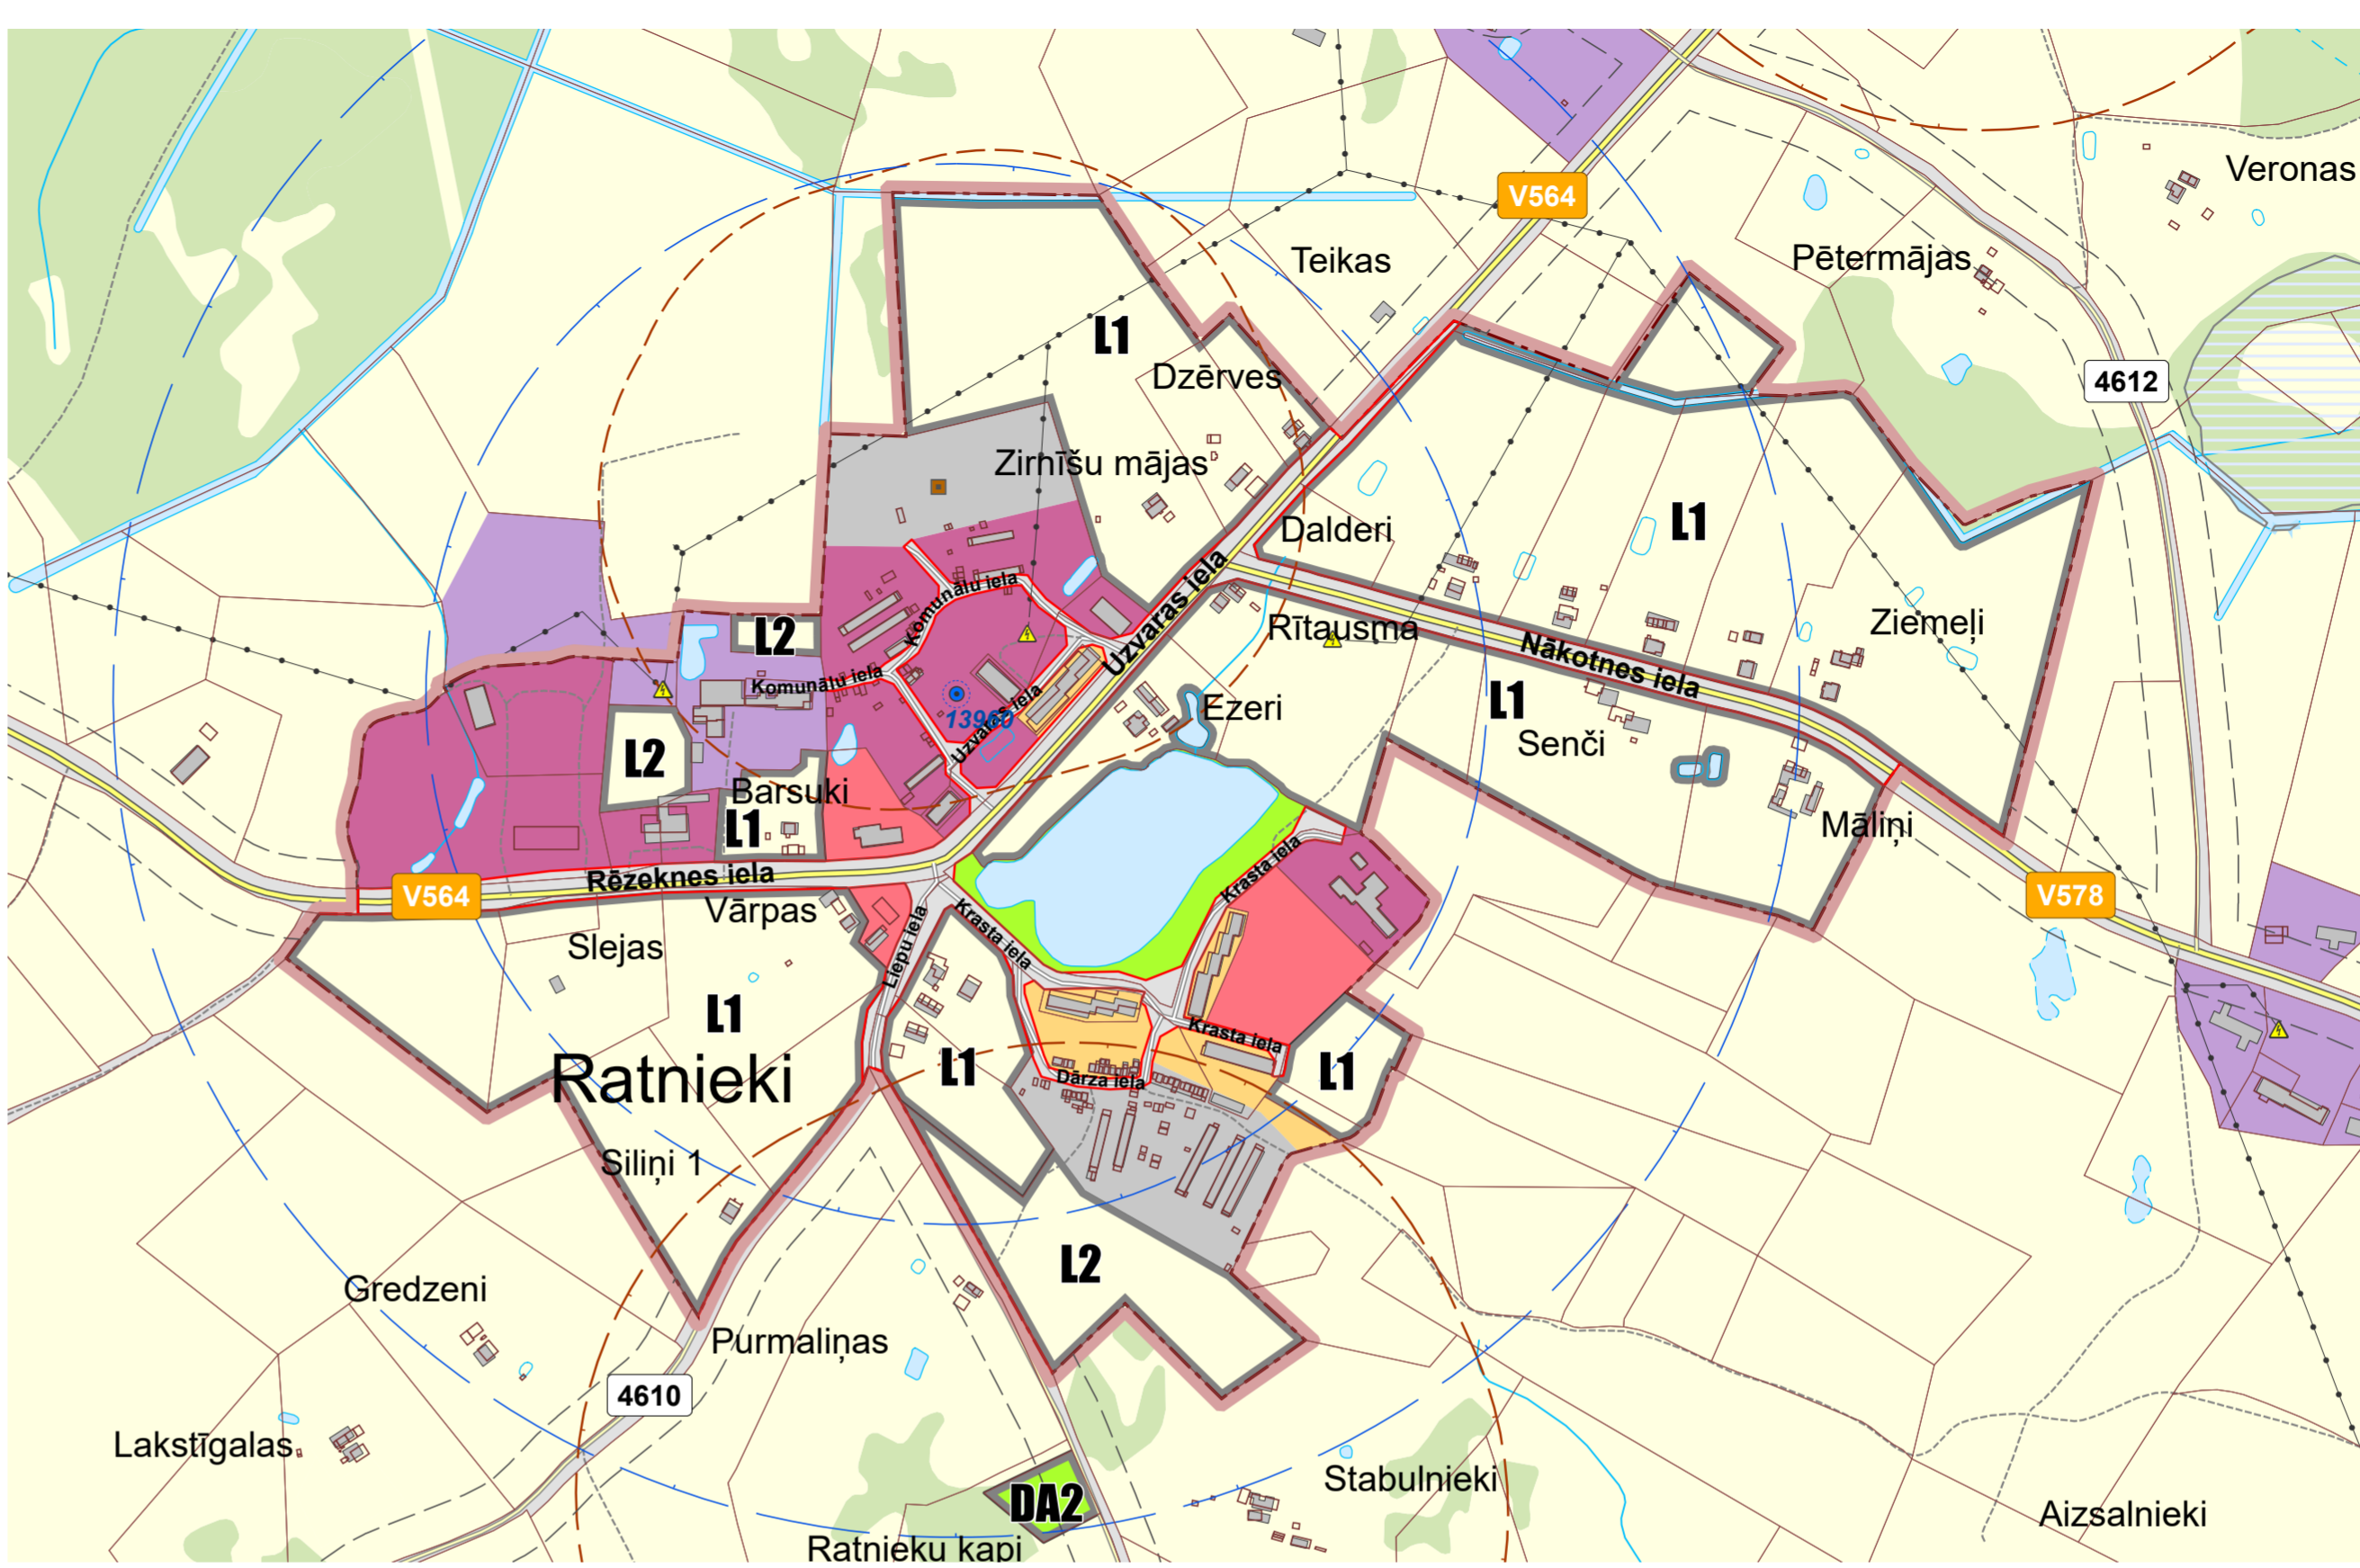 Veronas
V564
Teikas
Pētermājas
L1
Dzērves
4612
Zirnīšu mājas
L1
Dalderi
Komunālu iela
Uzvaras iela
Rītausma
Ziemeļi
L2
Nākotnes iela
Komunālu iela
Uzvaras iela
13960
Ezeri
L1
Senči
L2
Barsuki
L1
Māliņi
Rēzeknes iela
V564
Vārpas
Krasta iela
V578
Slejas
Liepu iela
Krasta iela
L1
Krasta iela
Ratnieki
L1
Dārza iela
L1
Siliņi 1
L2
Gredzeni
Purmaliņas
4610
Lakstīgalas
Stabulnieki
DA2
Aizsalnieki
Ratnieku kapi